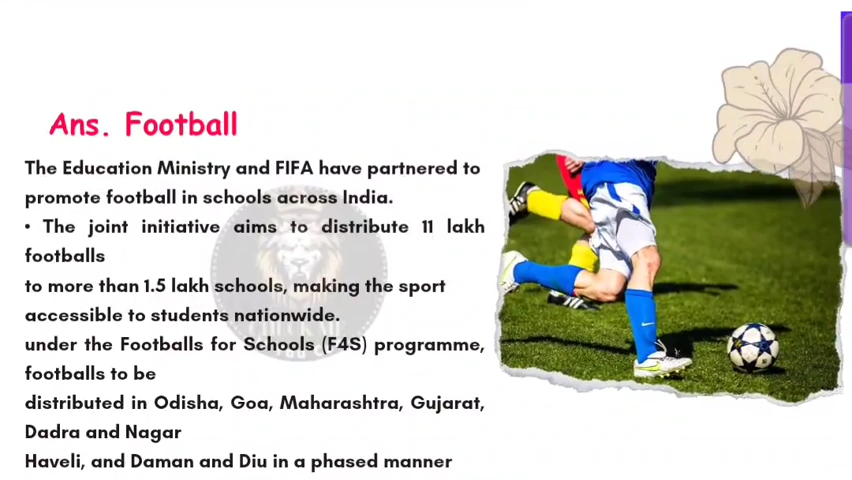 Ans. Football
The Education Ministry and FIFA have partnered to
promote football in schools across India.
• The joint initiative aims to distribute 11 lakh
footballs
to more than 1.5 lakh schools, making the sport
accessible to students nationwide.
under the Footballs for Schools (F4S) programme,
footballs to be
distributed in Odisha, Goa, Maharashtra, Gujarat,
Dadra and Nagar
Haveli, and Daman and Diu in a phased manner